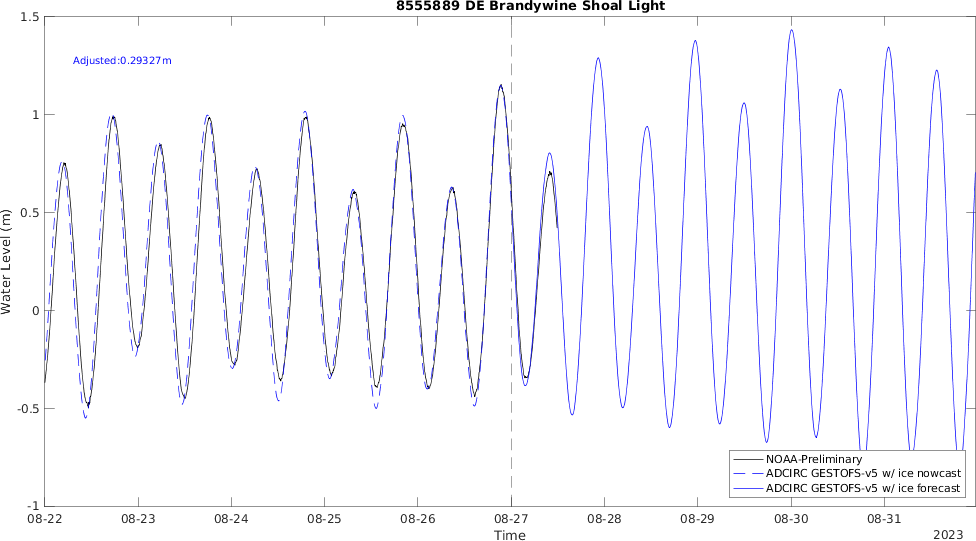 8555889 DE Brandywine Shoal Light
1.5
Adjusted:0.29327m
1
0.5
Water Level (m)
0
-0.5
NOAA-Preliminary
ADCIRC GESTOFS-v5 w/ ice nowcast
ADCIRC GESTOFS-v5 w/ ice forecast
-1
08-22 08-23 08-24 08-25 08-26 08-27 08-28 08-29 08-30 08-31
Time
2023